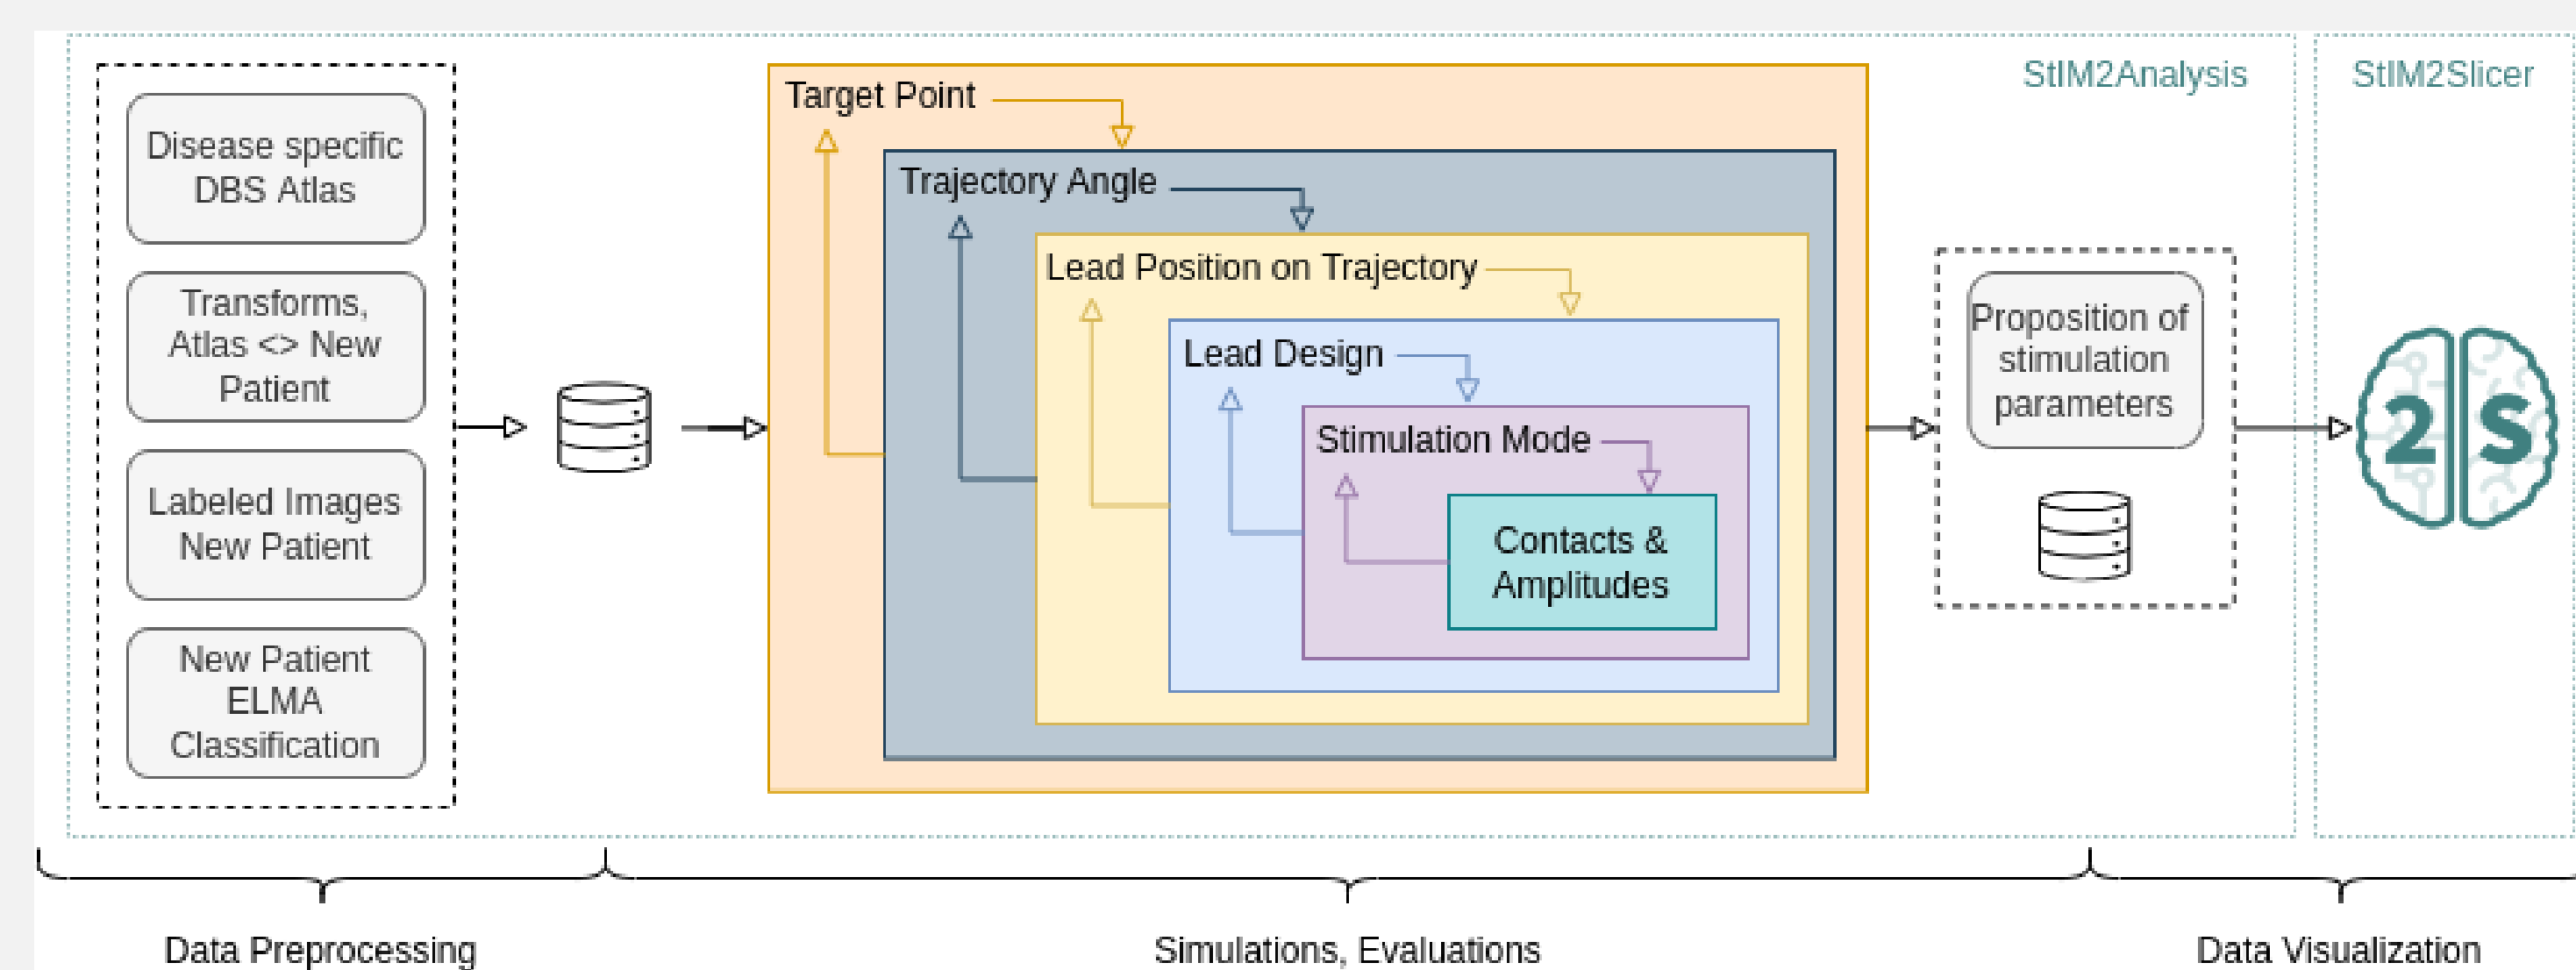 StIM2Analysis
StIM2Slicer
Disease specific
DBS Atlas
Transforms,
Atlas <> New
Patient
Labeled Images
New Patient
New Patient
ELMA
Classification
Target Point
Trajectory Angle
Lead Position on Trajectory
Lead Design
Stimulation Mode
Contacts &
Amplitudes
Proposition of
stimulation
parameters
2S
Data Preprocessing
Simulations, Evaluations
Data Visualization